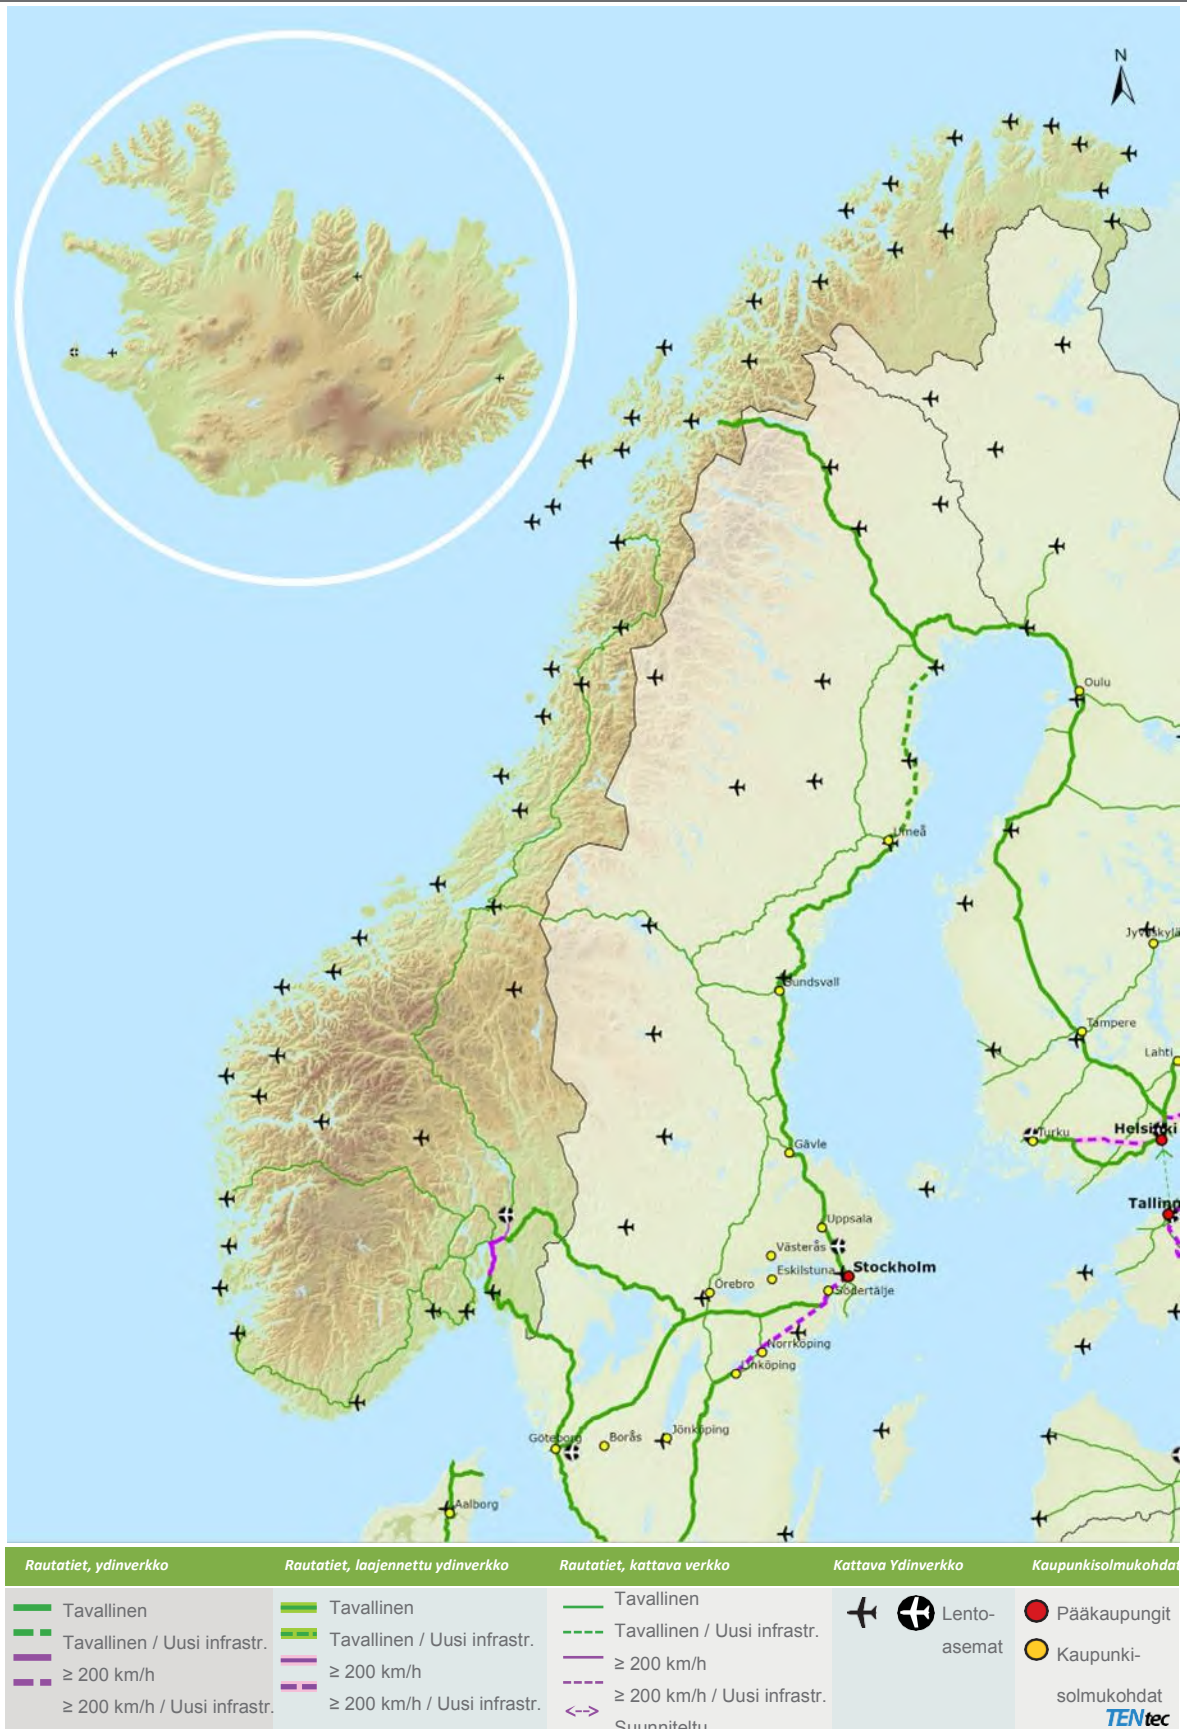 N
Oulu
Umeå
Jyväskylä
Sundsvall
Tampere
Lahti
Turku
Helsinki
Gävle
Tallinn
Uppsala
Västerås
Stockholm
Eskilstuna
Örebro
Södertälje
Norrköping
Linköping
Göteborg
Borås
Jönköping
Aalborg
Rautatiet, ydinverkko
Tavallinen
Tavallinen / Uusi infrastr.
≥ 200 km/h
≥ 200 km/h / Uusi infrastr.
Rautatiet, laajennettu ydinverkko
Tavallinen
Tavallinen / Uusi infrastr.
≥ 200 km/h
≥ 200 km/h / Uusi infrastr.
Rautatiet, kattava verkko
Tavallinen
Tavallinen / Uusi infrastr.
≥ 200 km/h
≥ 200 km/h / Uusi infrastr.
Suunniteltu
Kattava Ydinverkko
Lento-
asemat
Kaupunkisolmukohdat
Pääkaupungit
Kaupunki-
solmukohdat
TENtec